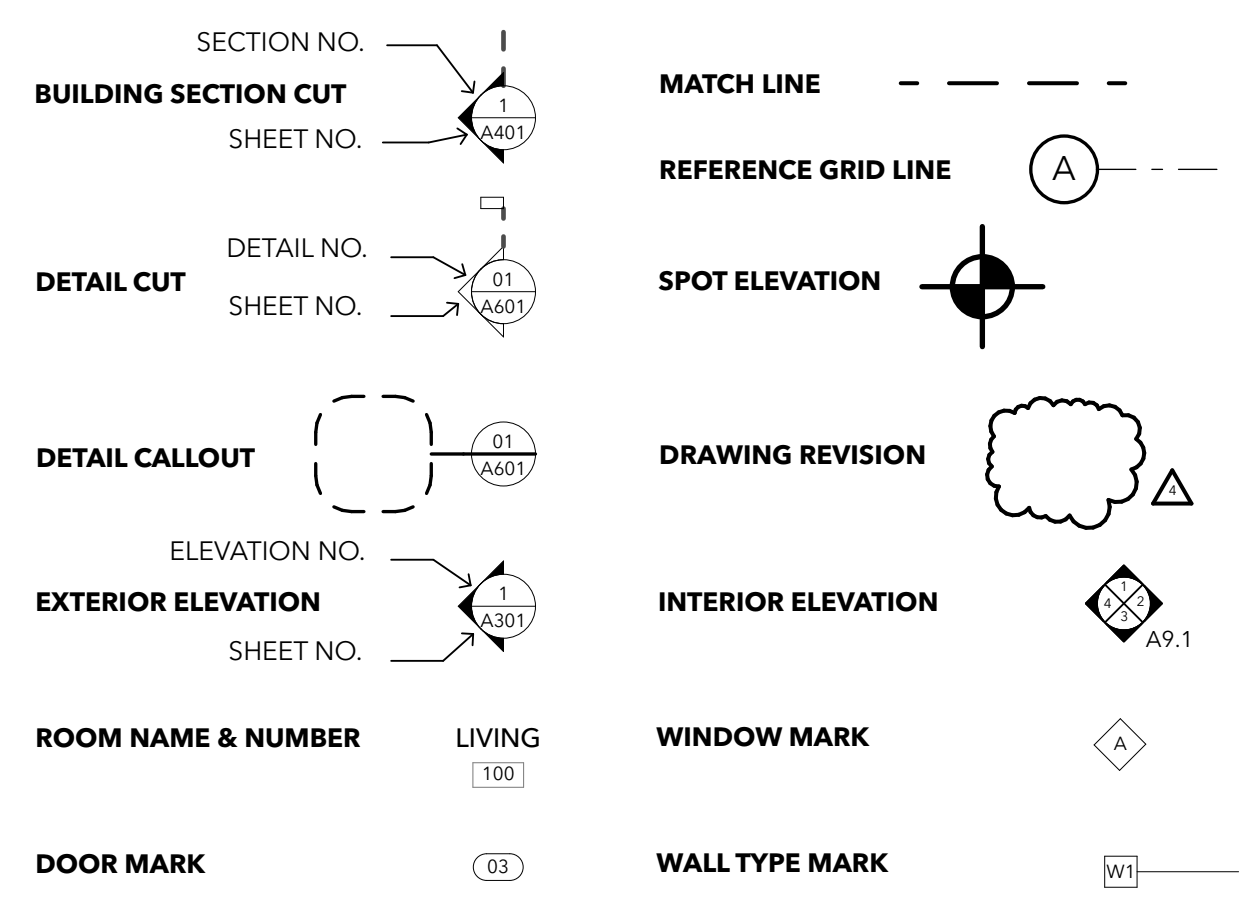 SECTION NO.
BUILDING SECTION CUT
1
A401
SHEET NO.
DETAIL NO.
DETAIL CUT
01
A601
SHEET NO.
DETAIL CALLOUT
01
A601
ELEVATION NO.
EXTERIOR ELEVATION
1
A301
SHEET NO.
ROOM NAME & NUMBER
LIVING
100
DOOR MARK
03
MATCH LINE
REFERENCE GRID LINE
A
SPOT ELEVATION
DRAWING REVISION
4
INTERIOR ELEVATION
1
4 2
3
A9.1
WINDOW MARK
A
WALL TYPE MARK
W1